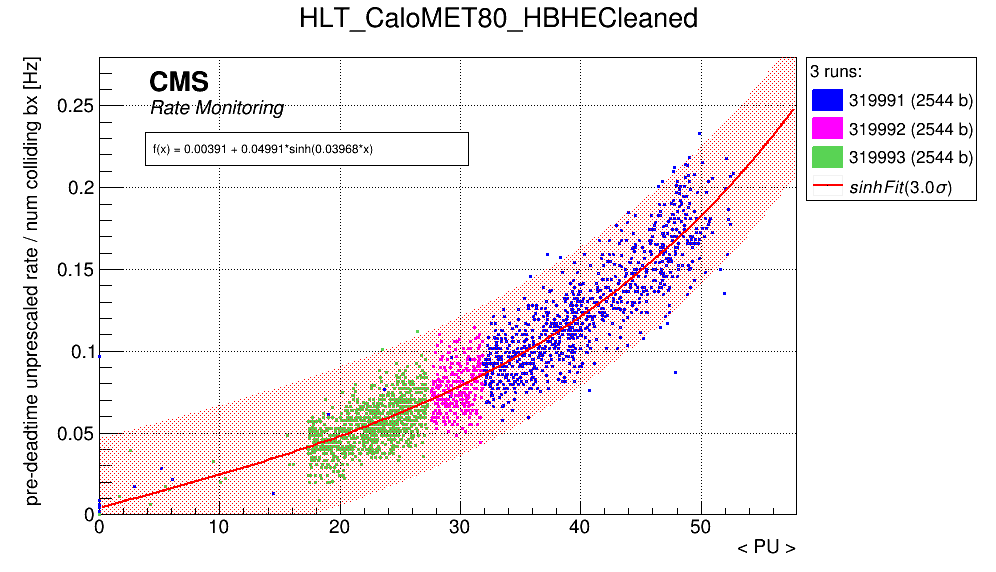 HLT_CaloMET80_HBHECleaned
pre-deadtime unprescaled rate / num colliding bx [Hz]
CMS
Rate Monitoring
f(x) = 0.00391 + 0.04991*sinh(0.03968*x)
0.25
0.2
0.15
0.1
0.05
0
0 10 20 30 40 50
< PU >
3 runs:
319991 (2544 b)
319992 (2544 b)
319993 (2544 b)
sinhFit(3.0σ)